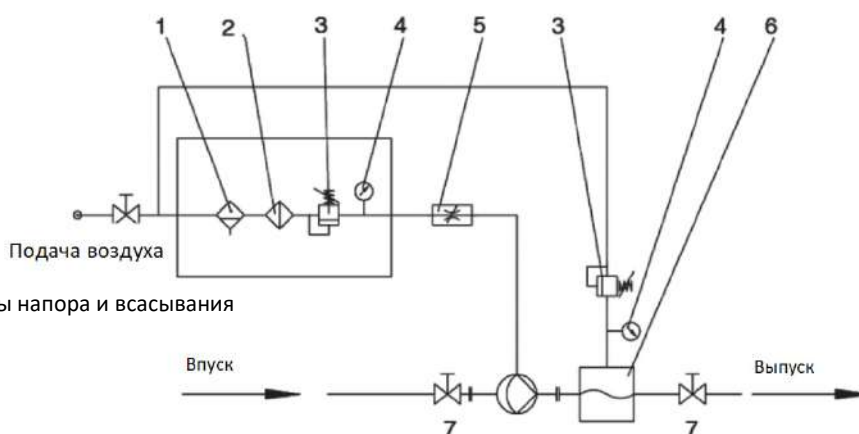 1 2 3 4 5 3 6 4
Подача воздуха
ы напора и всасывания
Впуск
Выпуск
7 7